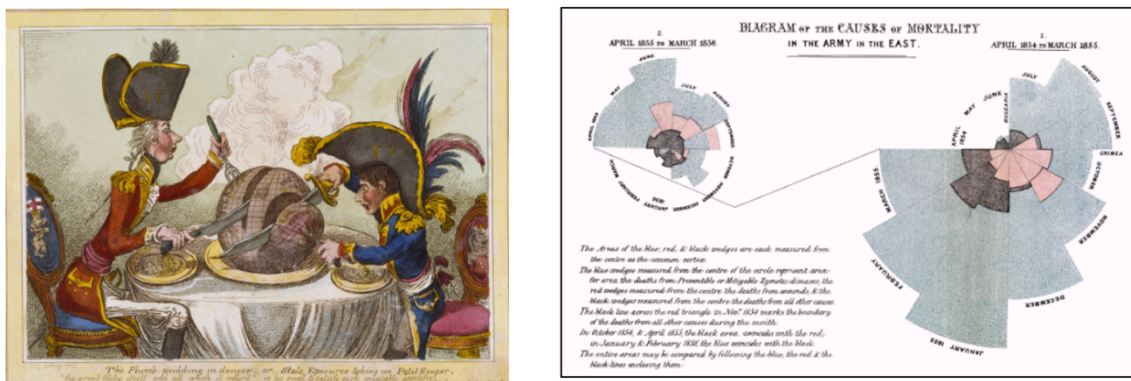 The Plumb-pudding in danger;
DIAGRAM OF THE CAUSES OF MORTALITY
IN THE ARMY IN THE EAST.
2.
APRIL 1855 TO MARCH 1856.
1.
APRIL 1854 TO MARCH 1855.
JUNE
MAY
APRIL 1855
JULY
AUGUST
SEPTEMBER
OCTOBER
NOVEMBER
DECEMBER
JANUARY
1856
FEBRUARY
MARCH
APRIL
1854
MAY
JUNE
BULGARIA
JULY
AUGUST
SEPTEMBER
CRIMEA
OCTOBER
NOVEMBER
DECEMBER
JANUARY 1855
FEBRUARY
MARCH 1855
The Areas of the blue, red, & black wedges are each measured from
the centre as the common vertex.
The blue wedges measured from the centre of the circle represent area
for area the deaths from Preventible or Mitigable Zymotic diseases, the
red wedges measured from the centre the deaths from wounds, & the
black wedges measured from the centre the deaths from all other causes.
The black line across the red triangle in Novr. 1854 marks the boundary
of the deaths from all other causes during the month.
In October 1854, & April 1855, the black area coincides with the red,
in January & February 1856, the blue coincides with the black.
The entire areas may be compared by following the blue, the red & the
black lines enclosing them.